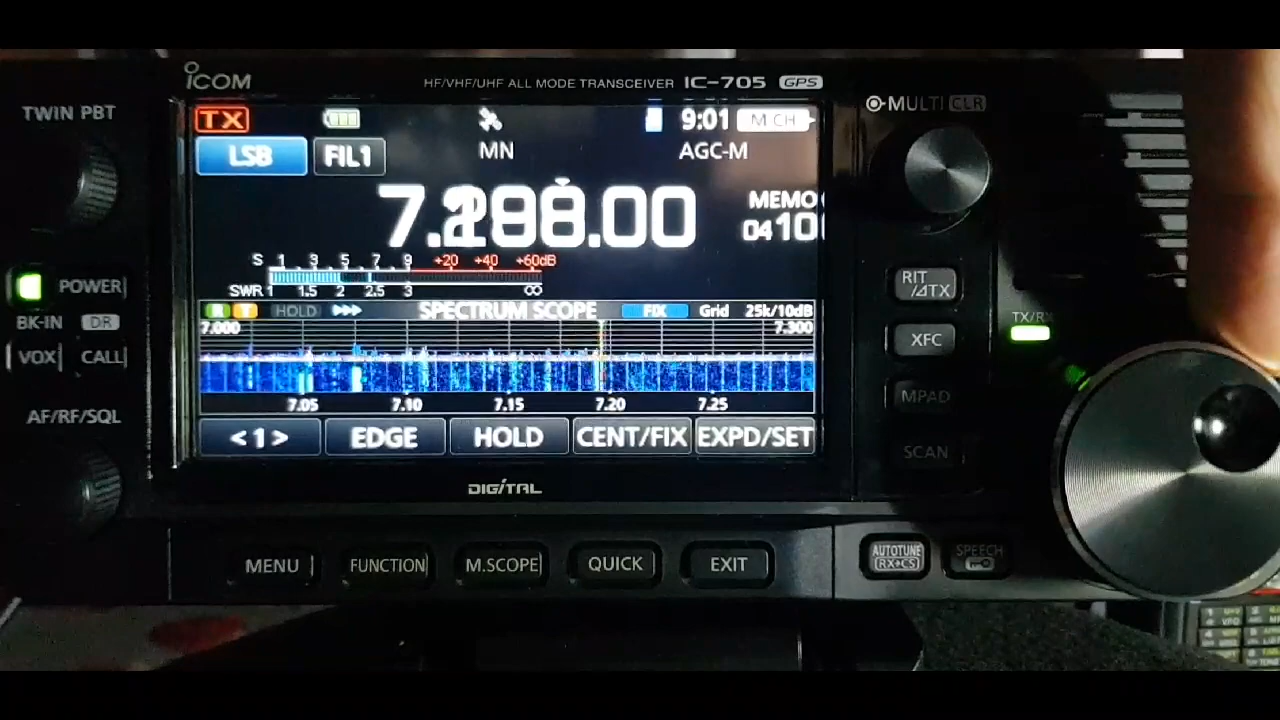 ICOM
HF/VHF/UHF ALL MODE TRANSCEIVER IC-705 GPS
TWIN PBT
TX 9:01 M CH
LSB FIL1 MN AGC-M
MEMO
04 10
S 1 3 5 7 9 +20 +40 +60dB
SWR 1 1.5 2 2.5 3 ∞
R T HOLD SPECTRUM SCOPE FIX Grid 25k/10dB
7.000 7.300
7.05 7.10 7.15 7.20 7.25
<1> EDGE HOLD CENT/FIX EXPD/SET
DIGITAL
MENU FUNCTION M.SCOPE QUICK EXIT
POWER
BK-IN DR
VOX CALL
AF/RF/SQL
MULTI CLR
RIT
/⊿TX
XFC
MPAD
SCAN
TX/RX
AUTOTUNE
(RX➔CS)
SPEECH